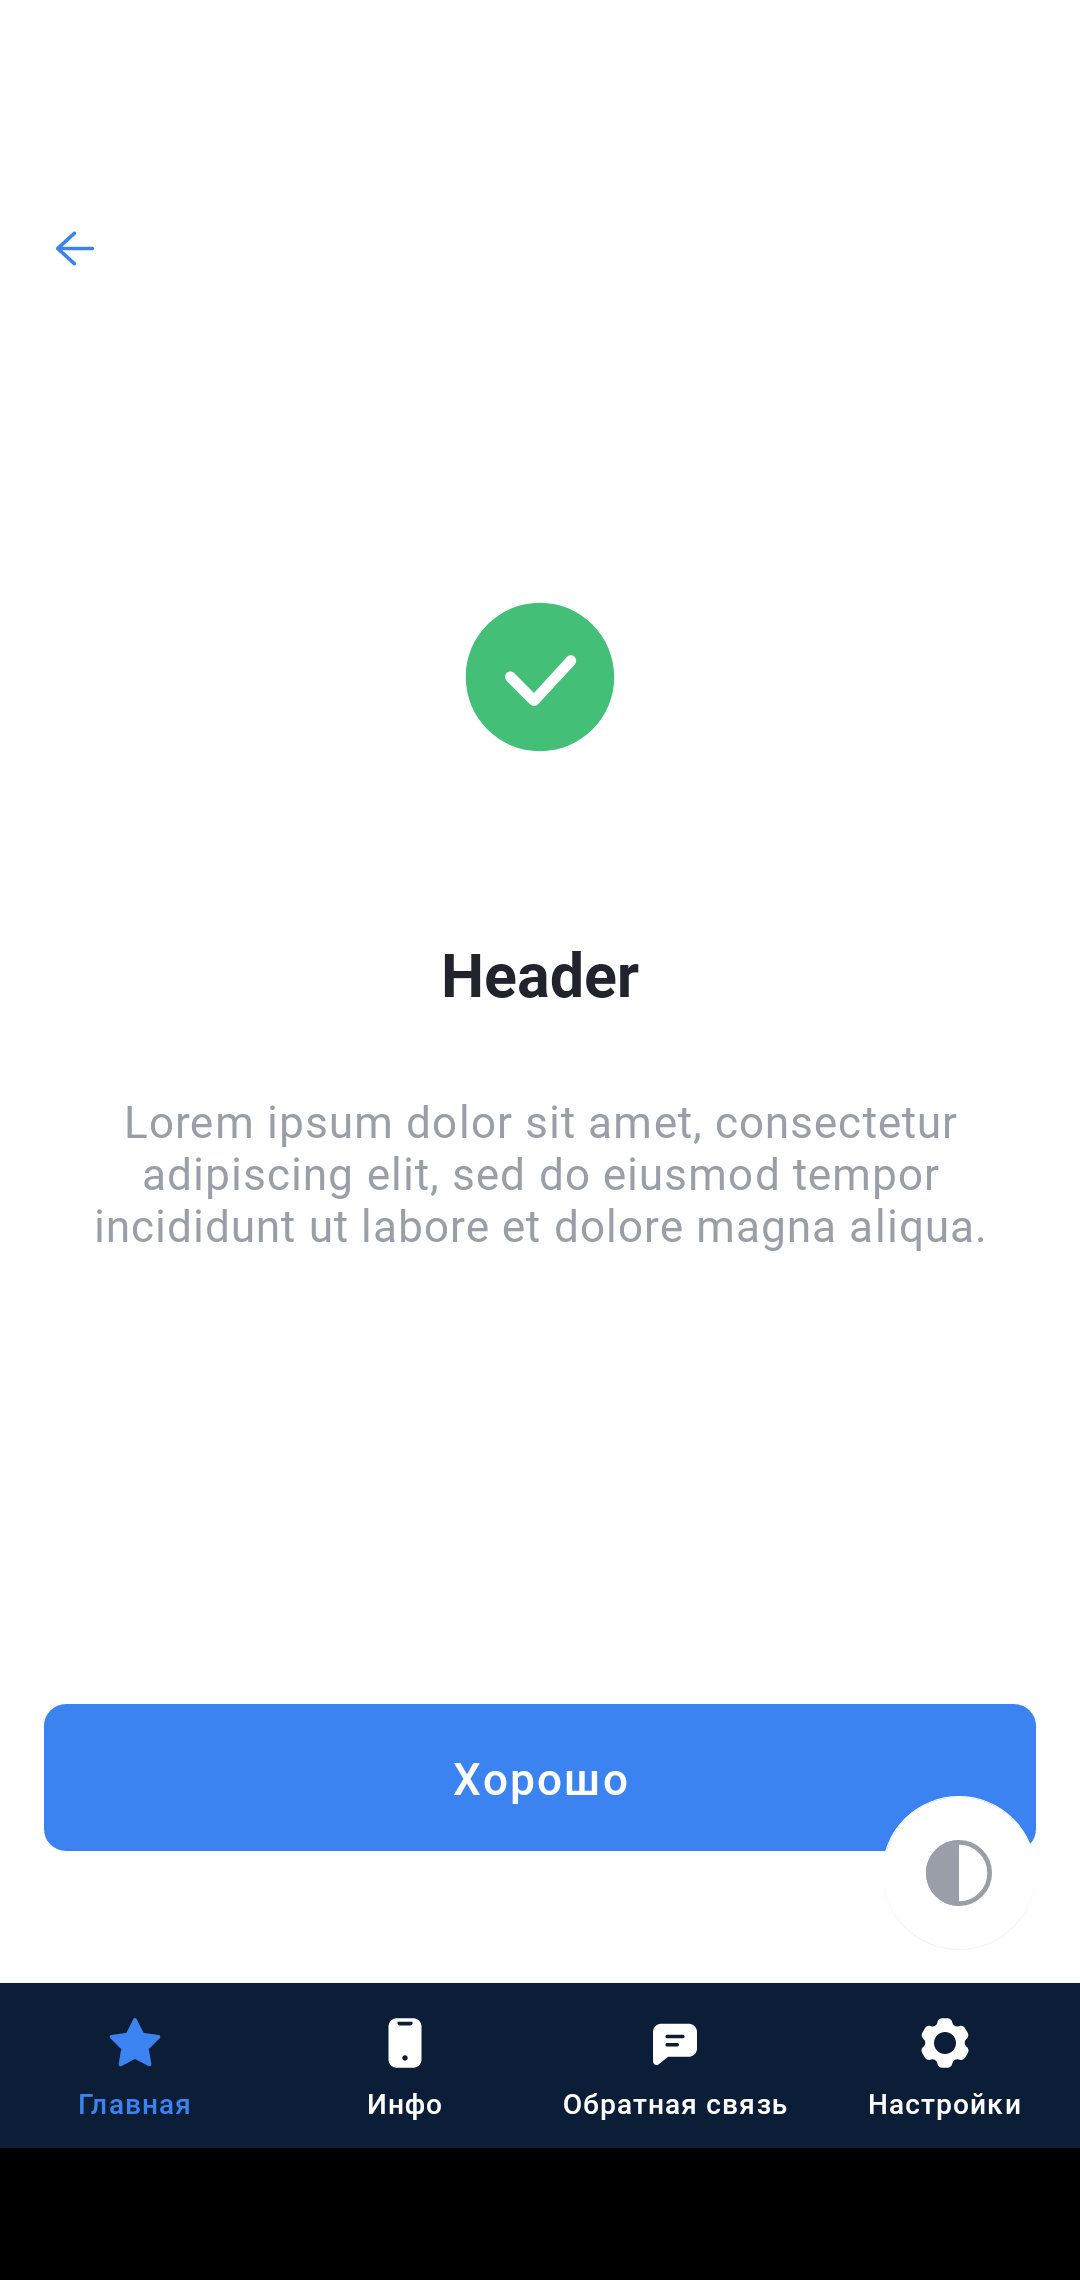 Header
Lorem ipsum dolor sit amet, consectetur
adipiscing elit, sed do eiusmod tempor
incididunt ut labore et dolore magna aliqua.
Хорошо
Главная
Инфо
Обратная связь
Настройки